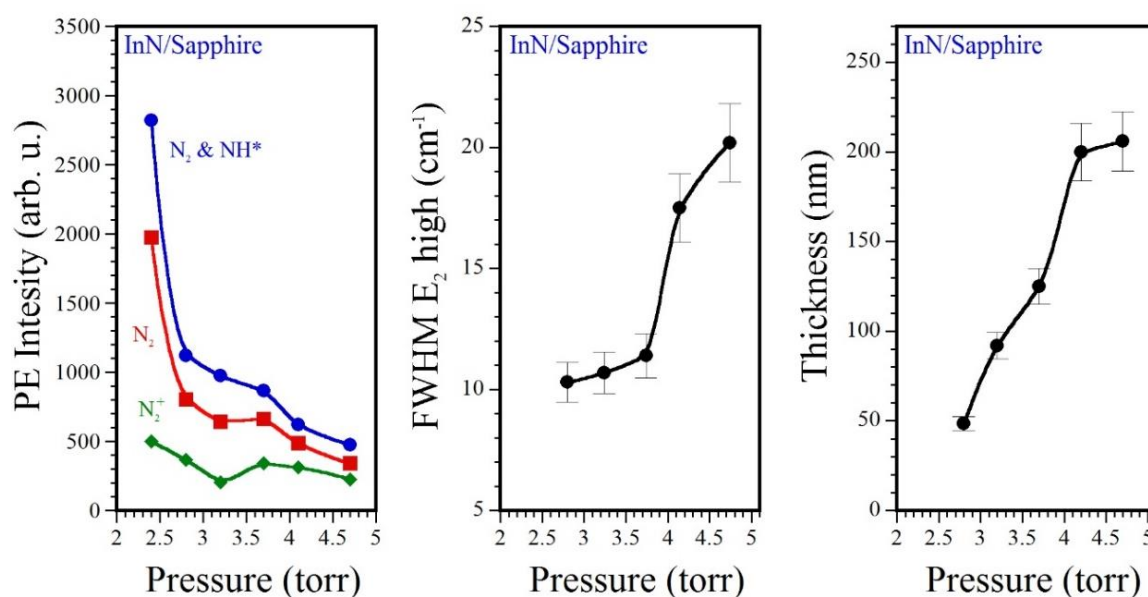 InN/Sapphire
PE Intesity (arb. u.)
3500
3000
2500
2000
1500
1000
500
0
N₂ & NH*
N₂
N₂⁺
2 2.5 3 3.5 4 4.5 5
Pressure (torr)
InN/Sapphire
FWHM E₂ high (cm⁻¹)
25
20
15
10
5
2 2.5 3 3.5 4 4.5 5
Pressure (torr)
InN/Sapphire
Thickness (nm)
250
200
150
100
50
0
2 2.5 3 3.5 4 4.5 5
Pressure (torr)